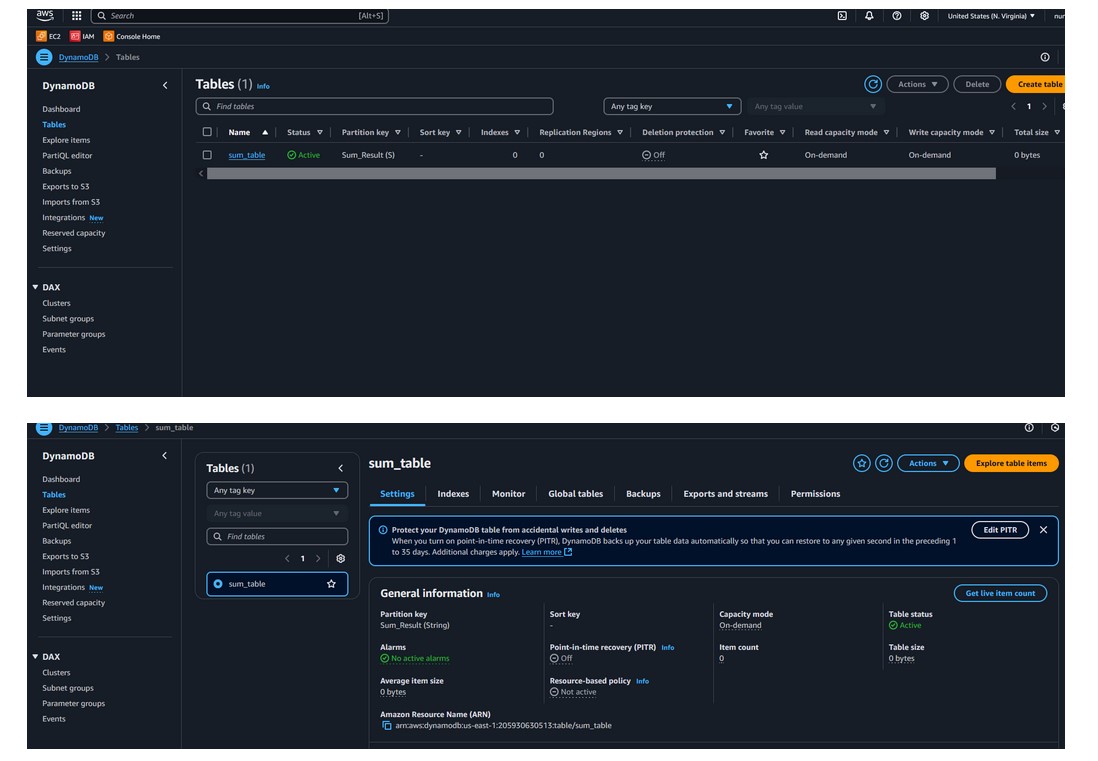 aws Search [Alt+S] United States (N. Virginia) ▼
EC2 IAM Console Home
DynamoDB > Tables
DynamoDB
Dashboard
Tables
Explore items
PartiQL editor
Backups
Exports to S3
Imports from S3
Integrations New
Reserved capacity
Settings
DAX
Clusters
Subnet groups
Parameter groups
Events
Tables (1) Info
Actions Delete Create table
Find tables Any tag key Any tag value 1
Name Status Partition key Sort key Indexes Replication Regions Deletion protection Favorite Read capacity mode Write capacity mode Total size
sum_table Active Sum_Result (S) - 0 0 Off On-demand On-demand 0 bytes
DynamoDB > Tables > sum_table
DynamoDB
Dashboard
Tables
Explore items
PartiQL editor
Backups
Exports to S3
Imports from S3
Integrations New
Reserved capacity
Settings
DAX
Clusters
Subnet groups
Parameter groups
Events
Tables (1)
Any tag key
Any tag value
Find tables
1
sum_table
sum_table
Actions Explore table items
Settings Indexes Monitor Global tables Backups Exports and streams Permissions
Protect your DynamoDB table from accidental writes and deletes
When you turn on point-in-time recovery (PITR), DynamoDB backs up your table data automatically so that you can restore to any given second in the preceding 1
to 35 days. Additional charges apply. Learn more
Edit PITR
General information Info
Get live item count
Partition key
Sum_Result (String)
Sort key
-
Capacity mode
On-demand
Table status
Active
Alarms
No active alarms
Point-in-time recovery (PITR) Info
Off
Item count
0
Table size
0 bytes
Average item size
0 bytes
Resource-based policy Info
Not active
Amazon Resource Name (ARN)
arn:aws:dynamodb:us-east-1:205930630513:table/sum_table